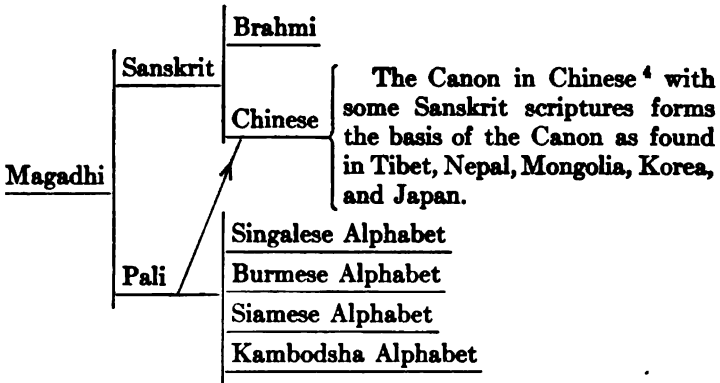 Brahmi
Sanskrit
The Canon in Chinese ⁴ with
some Sanskrit scriptures forms
Chinese
the basis of the Canon as found
in Tibet, Nepal, Mongolia, Korea,
Magadhi
and Japan.
Singalese Alphabet
Pali
Burmese Alphabet
Siamese Alphabet
Kambodsha Alphabet